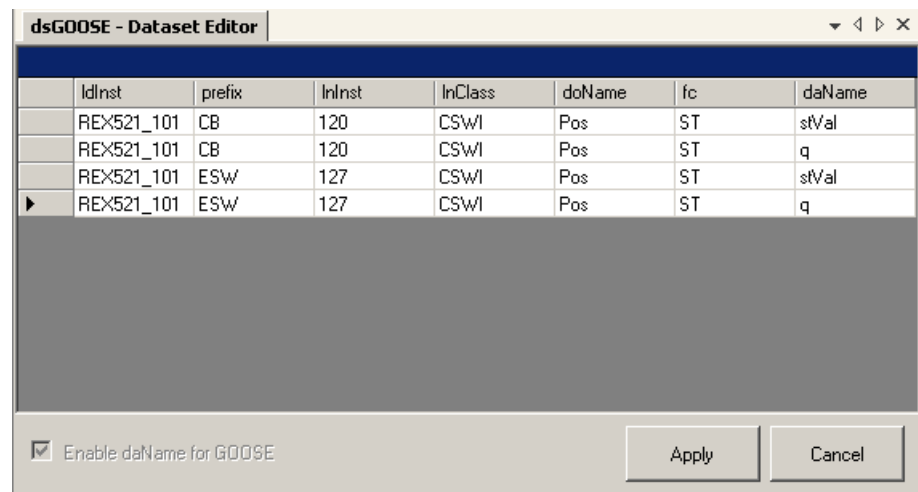 dsGOOSE - Dataset Editor
ldInst prefix lnInst lnClass doName fc daName
REX521_101 CB 120 CSWI Pos ST stVal
REX521_101 CB 120 CSWI Pos ST q
REX521_101 ESW 127 CSWI Pos ST stVal
REX521_101 ESW 127 CSWI Pos ST q
Enable daName for GOOSE
Apply Cancel